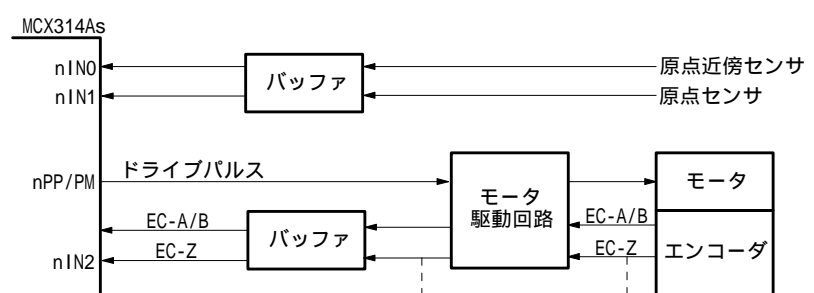 MCX314As
nIN0
バッファ
原点近傍センサ
nIN1
原点センサ
nPP/PM
ドライブパルス
モータ
駆動回路
モータ
EC-A/B
バッファ
EC-A/B
エンコーダ
nIN2
EC-Z
EC-Z